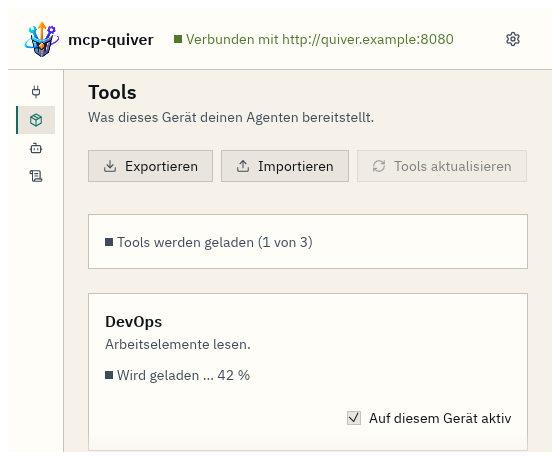 mcp-quiver
Verbunden mit http://quiver.example:8080
Tools
Was dieses Gerät deinen Agenten bereitstellt.
Exportieren
Importieren
Tools aktualisieren
Tools werden geladen (1 von 3)
DevOps
Arbeitselemente lesen.
Wird geladen ... 42 %
Auf diesem Gerät aktiv